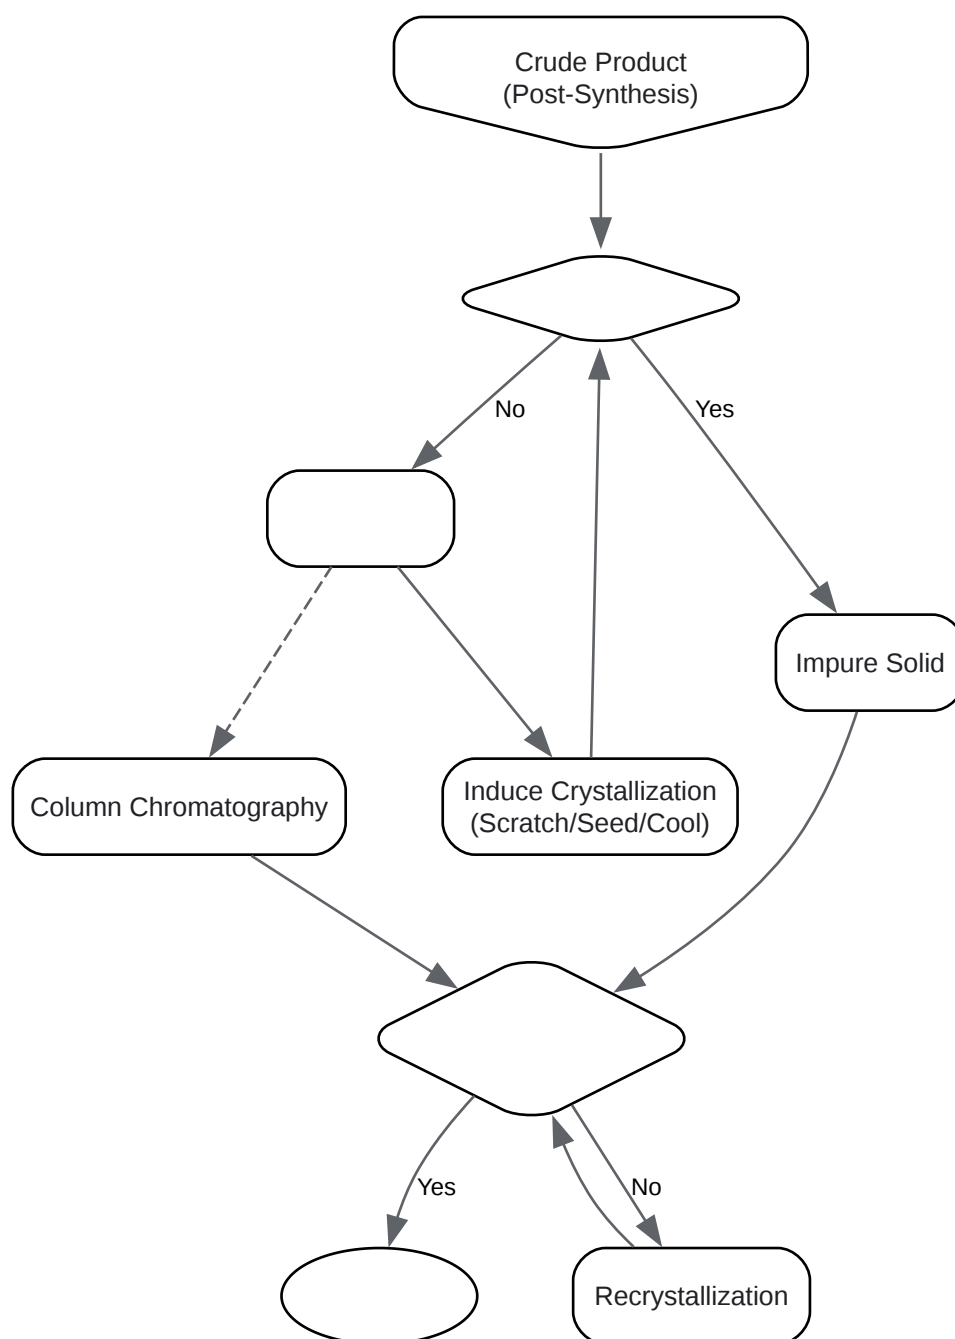 Crude Product
(Post-Synthesis)
No
Yes
Impure Solid
Column Chromatography
Induce Crystallization
(Scratch/Seed/Cool)
Yes
No
Recrystallization